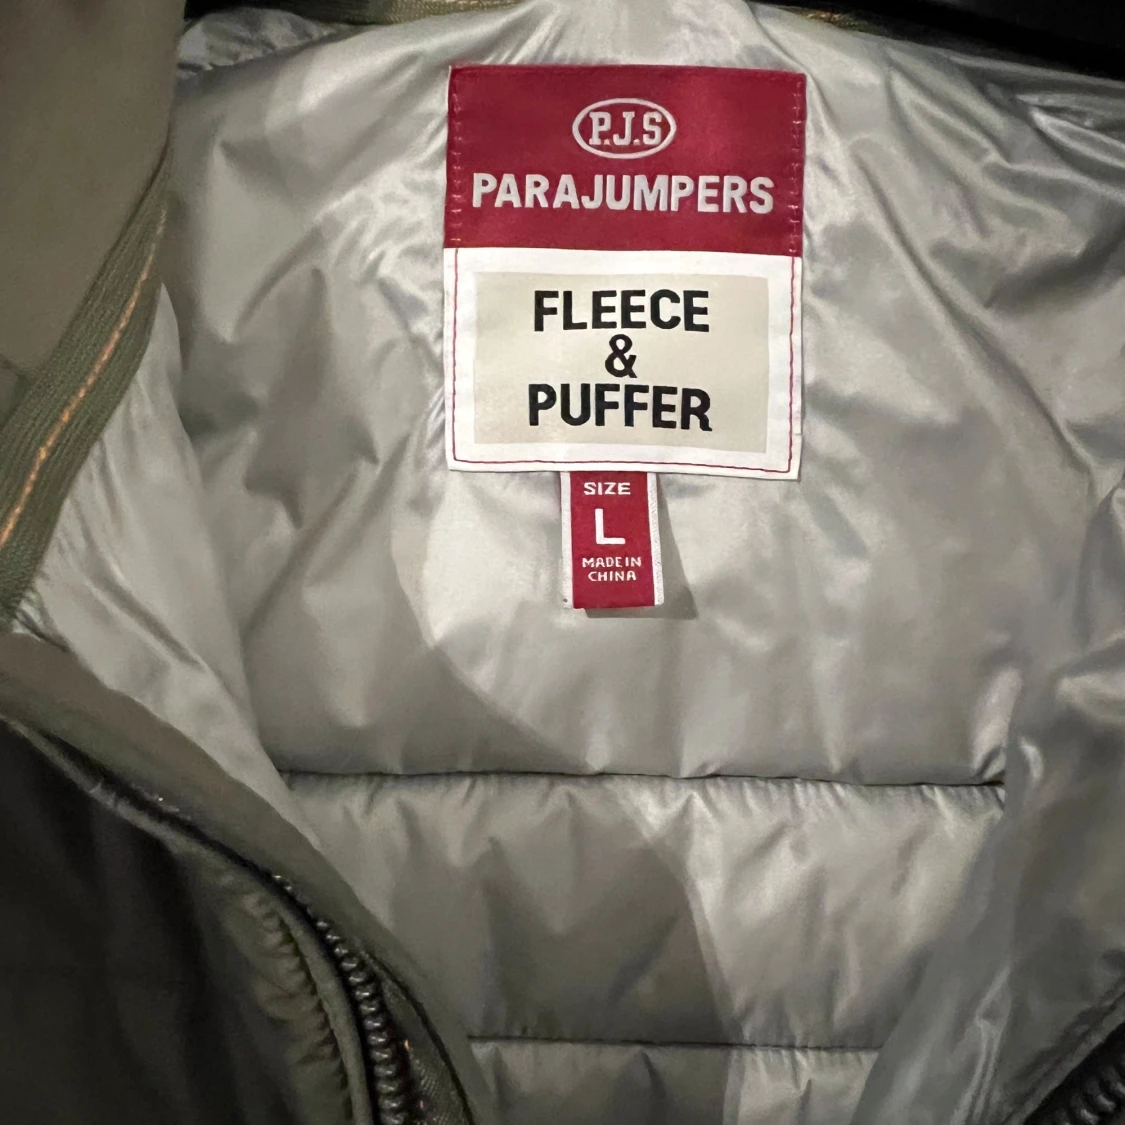 P.J.S
PARAJUMPERS
FLEECE
&
PUFFER
SIZE
L
MADE IN
CHINA